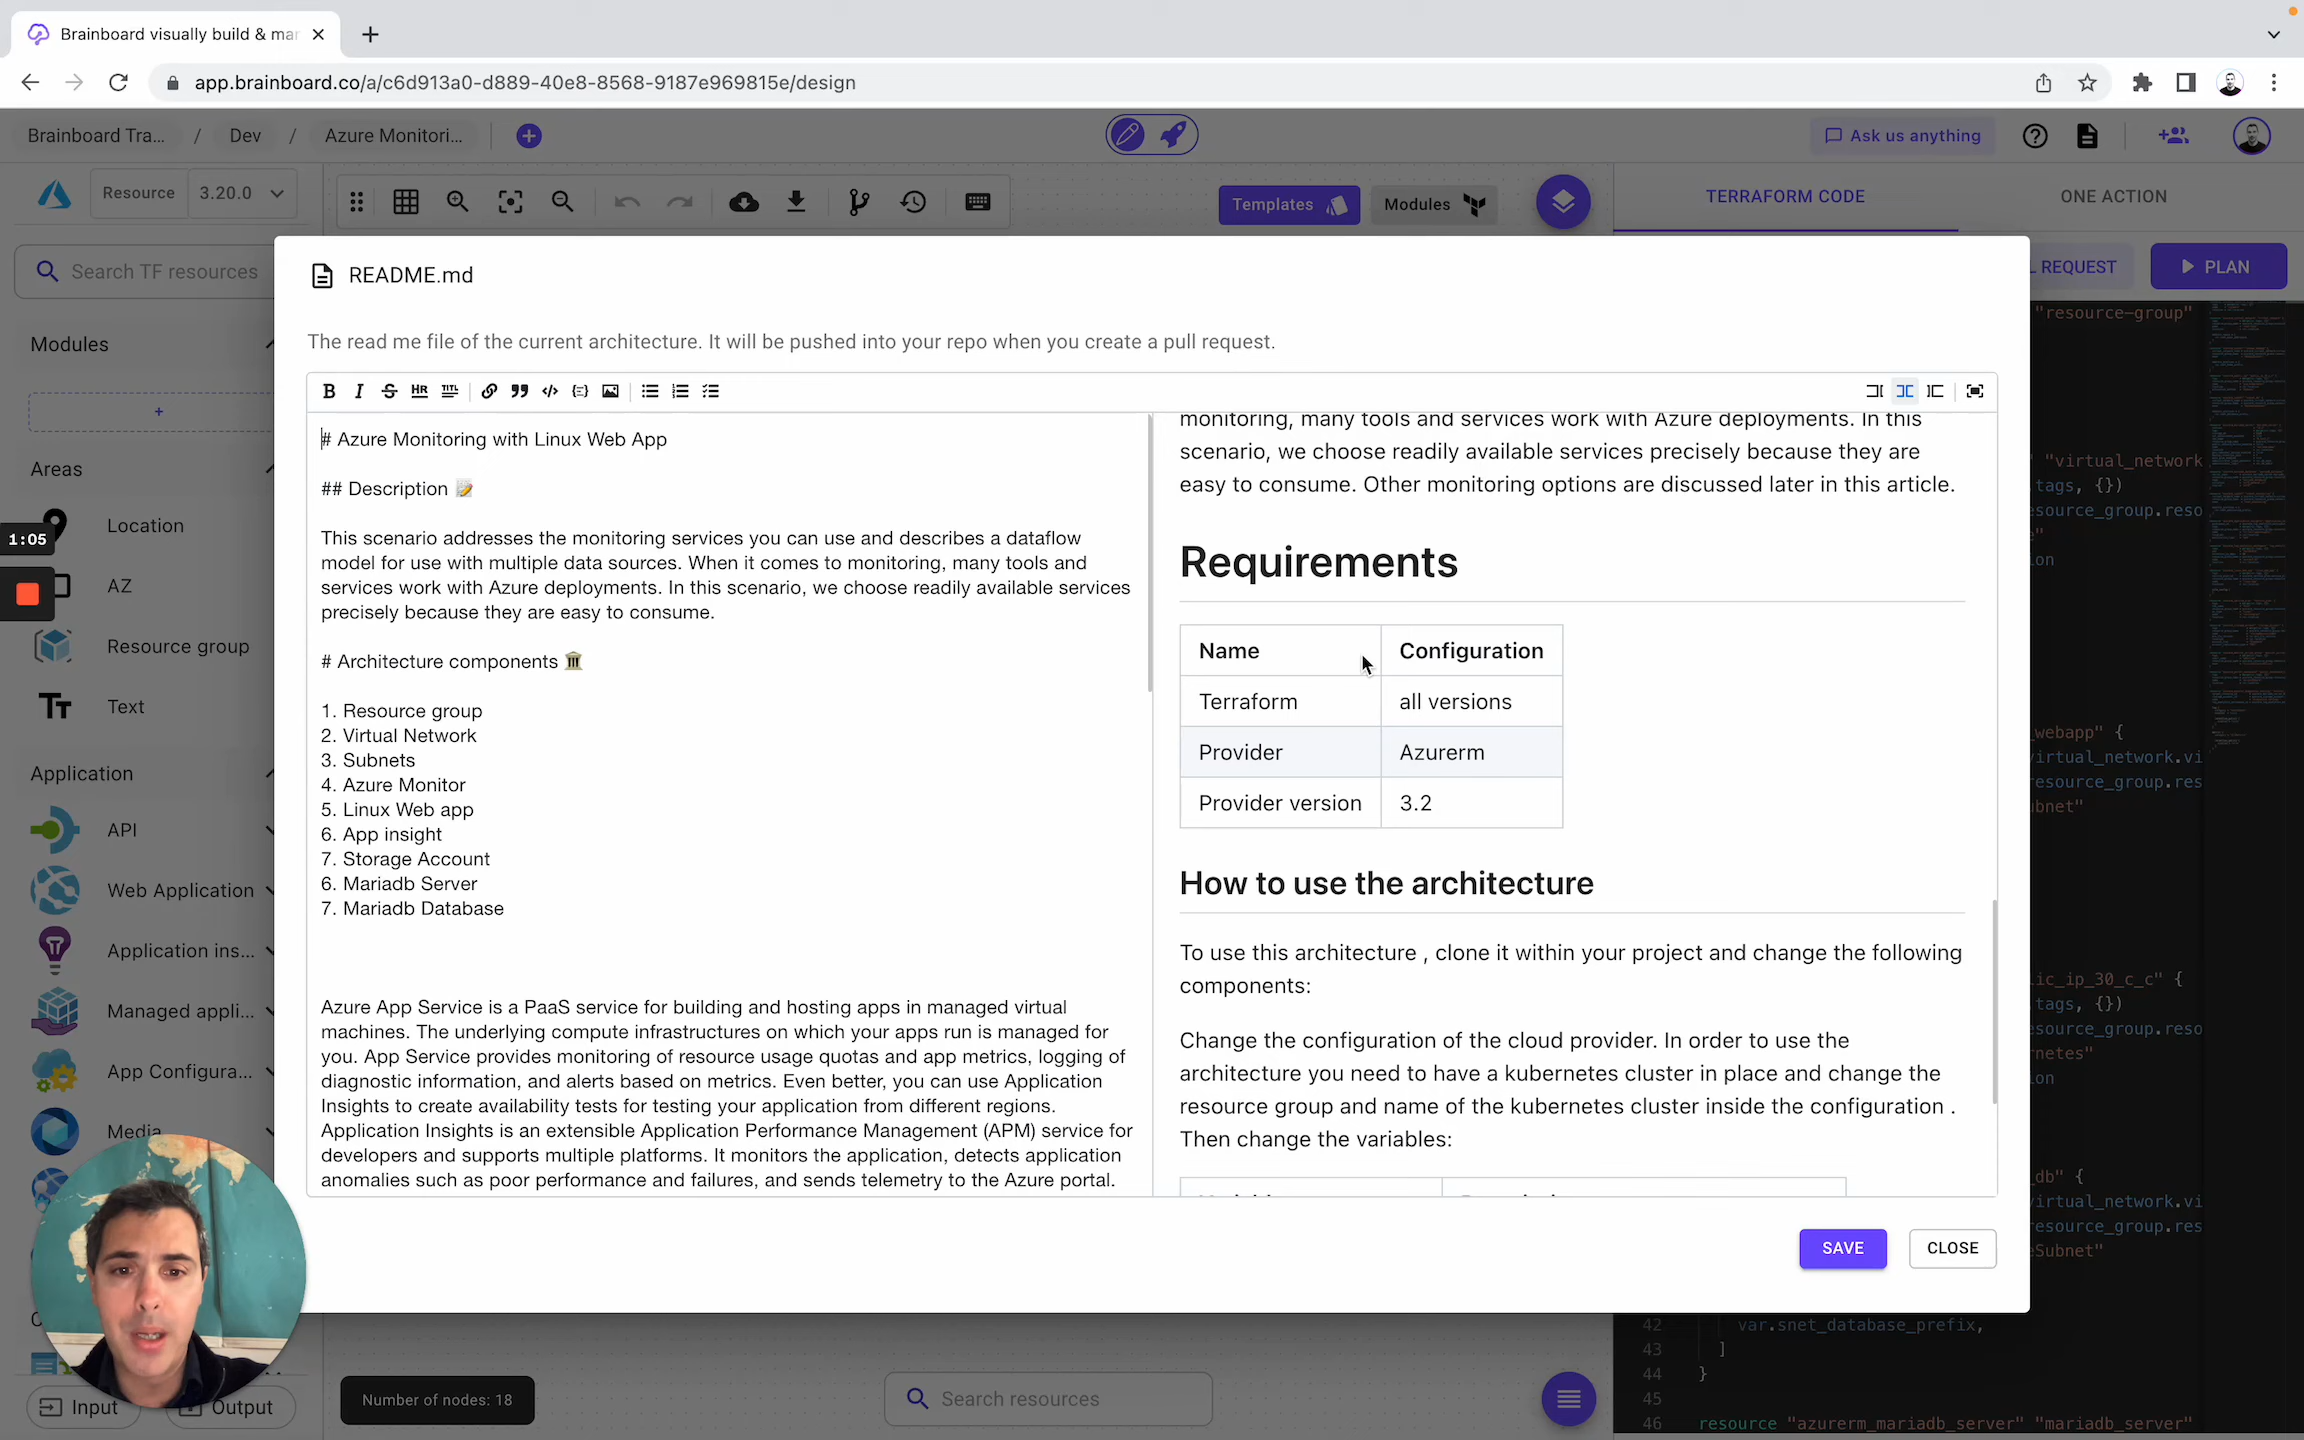 Brainboard visually build & mar
app.brainboard.co/a/c6d913a0-d889-40e8-8568-9187e969815e/design
Brainboard Tra... / Dev / Azure Monitori...
Ask us anything
Resource 3.20.0
Templates
Modules
TERRAFORM CODE
ONE ACTION
Search TF resources
L REQUEST
PLAN
Modules
+
Areas
Location
AZ
Resource group
Text
Application
API
Web Application
Application ins...
Managed appli...
App Configura...
Media
1:05
Input
Output
README.md
The read me file of the current architecture. It will be pushed into your repo when you create a pull request.
# Azure Monitoring with Linux Web App
## Description 📝
This scenario addresses the monitoring services you can use and describes a dataflow
model for use with multiple data sources. When it comes to monitoring, many tools and
services work with Azure deployments. In this scenario, we choose readily available services
precisely because they are easy to consume.
# Architecture components 🏛️
1. Resource group
2. Virtual Network
3. Subnets
4. Azure Monitor
5. Linux Web app
6. App insight
7. Storage Account
6. Mariadb Server
7. Mariadb Database
Azure App Service is a PaaS service for building and hosting apps in managed virtual
machines. The underlying compute infrastructures on which your apps run is managed for
you. App Service provides monitoring of resource usage quotas and app metrics, logging of
diagnostic information, and alerts based on metrics. Even better, you can use Application
Insights to create availability tests for testing your application from different regions.
Application Insights is an extensible Application Performance Management (APM) service for
developers and supports multiple platforms. It monitors the application, detects application
anomalies such as poor performance and failures, and sends telemetry to the Azure portal.
monitoring, many tools and services work with Azure deployments. In this
scenario, we choose readily available services precisely because they are
easy to consume. Other monitoring options are discussed later in this article.
Requirements
Name Configuration
Terraform all versions
Provider Azurerm
Provider version 3.2
How to use the architecture
To use this architecture , clone it within your project and change the following
components:
Change the configuration of the cloud provider. In order to use the
architecture you need to have a kubernetes cluster in place and change the
resource group and name of the kubernetes cluster inside the configuration .
Then change the variables:
SAVE
CLOSE
"resource-group"
"virtual_network
tags, {})
esource_group.reso
on
webapp" {
irtual_network.vi
esource_group.res
bnet"
ic_ip_30_c_c" {
tags, {})
esource_group.reso
rnetes"
ion
_db" {
irtual_network.vi
esource_group.res
eSubnet"
42 var.snet_database_prefix,
43 ]
44 }
45
46 resource "azurerm_mariadb_server" "mariadb_server"
Number of nodes: 18
Search resources